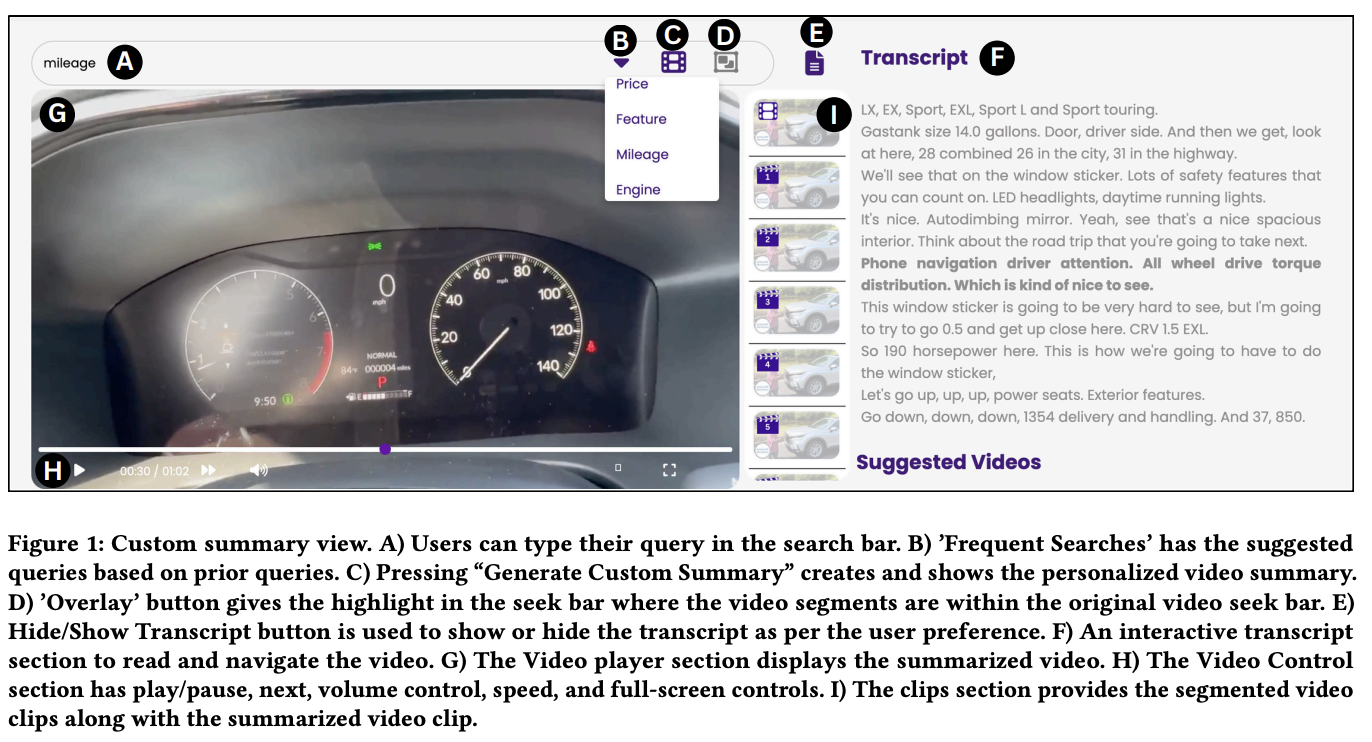 mileage
A
B
C
D
E
Transcript
F
G
Price
Feature
Mileage
Engine
I
1
2
3
4
5
LX, EX, Sport, EXL, Sport L and Sport touring.
Gastank size 14.0 gallons. Door, driver side. And then we get, look
at here, 28 combined 26 in the city, 31 in the highway.
We'll see that on the window sticker. Lots of safety features that
you can count on. LED headlights, daytime running lights.
It's nice. Autodimbing mirror. Yeah, see that's a nice spacious
interior. Think about the road trip that you're going to take next.
Phone navigation driver attention. All wheel drive torque
distribution. Which is kind of nice to see.
This window sticker is going to be very hard to see, but I'm going
to try to go 0.5 and get up close here. CRV 1.5 EXL.
So 190 horsepower here. This is how we're going to have to do
the window sticker,
Let's go up, up, up, power seats. Exterior features.
Go down, down, down, 1354 delivery and handling. And 37, 850.
Suggested Videos
0
mph
5
6
7
1
20
40
60
80
100
120
140
mph
NORMAL
84°F 000004 miles
P
E F
9:50
H
00:30 / 01:02
Figure 1: Custom summary view. A) Users can type their query in the search bar. B) ’Frequent Searches’ has the suggested
queries based on prior queries. C) Pressing “Generate Custom Summary” creates and shows the personalized video summary.
D) ’Overlay’ button gives the highlight in the seek bar where the video segments are within the original video seek bar. E)
Hide/Show Transcript button is used to show or hide the transcript as per the user preference. F) An interactive transcript
section to read and navigate the video. G) The Video player section displays the summarized video. H) The Video Control
section has play/pause, next, volume control, speed, and full-screen controls. I) The clips section provides the segmented video
clips along with the summarized video clip.